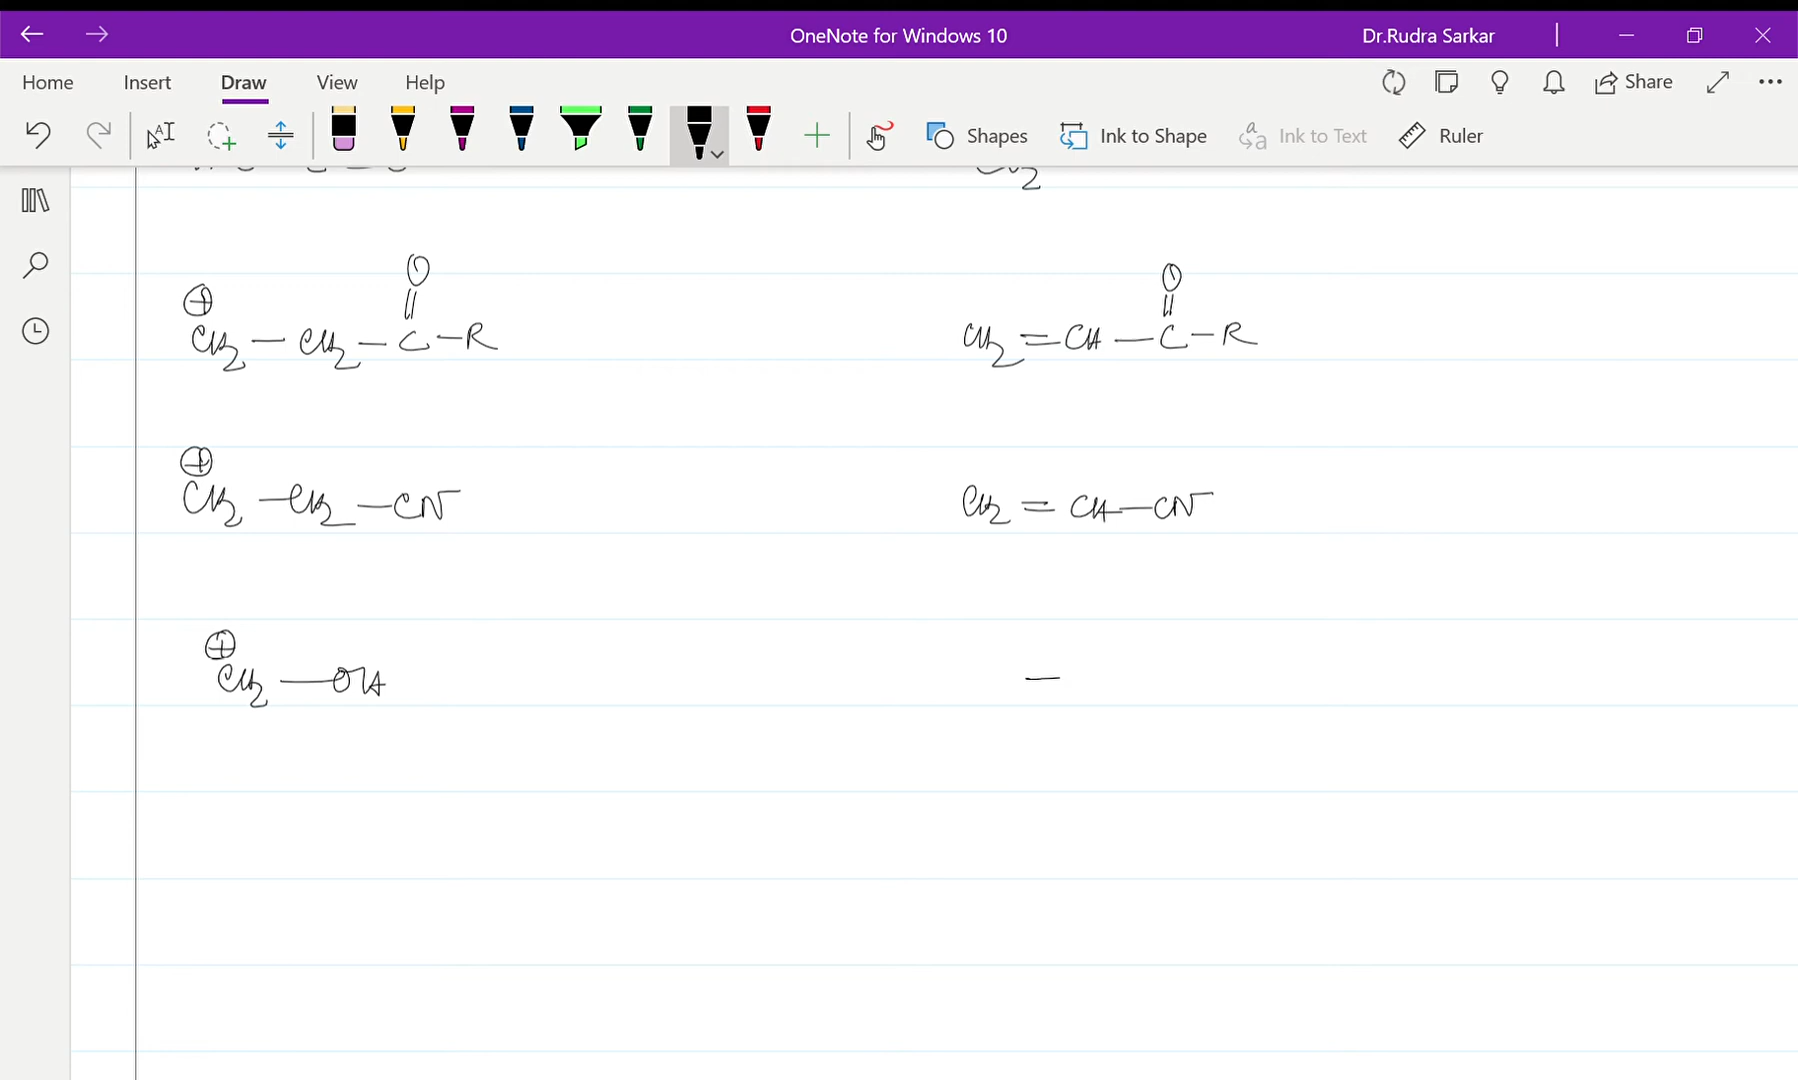 OneNote for Windows 10
Dr.Rudra Sarkar
Home Insert Draw View Help
Share
Shapes Ink to Shape Ink to Text Ruler
CH2
⊕ O
CH2 — CH2 — C — R
CH2 = CH — C — R
O
⊕
CH2 — CH2 — CN
CH2 = CH — CN
⊕
CH2 — OH
—